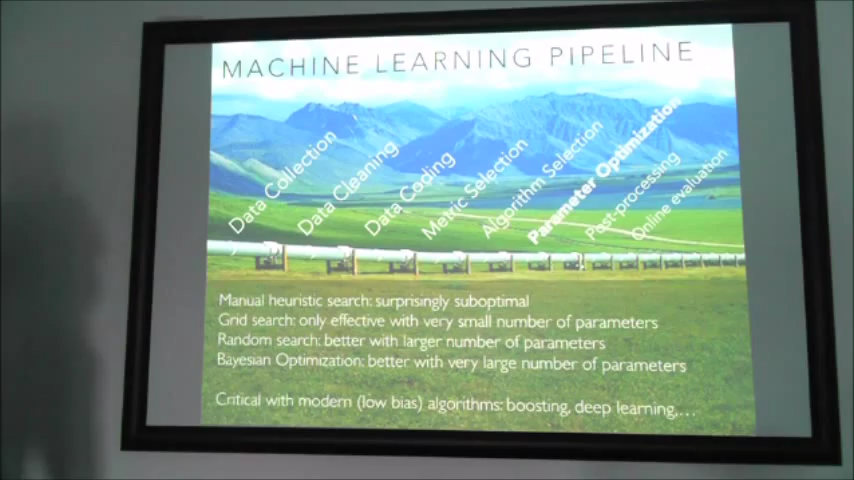 MACHINE LEARNING PIPELINE
Data Collection
Data Cleaning
Data Coding
Metric Selection
Algorithm Selection
Parameter Optimization
Post-processing
Online evaluation
Manual heuristic search: surprisingly suboptimal
Grid search: only effective with very small number of parameters
Random search: better with larger number of parameters
Bayesian Optimization: better with very large number of parameters
Critical with modern (low bias) algorithms: boosting, deep learning,...